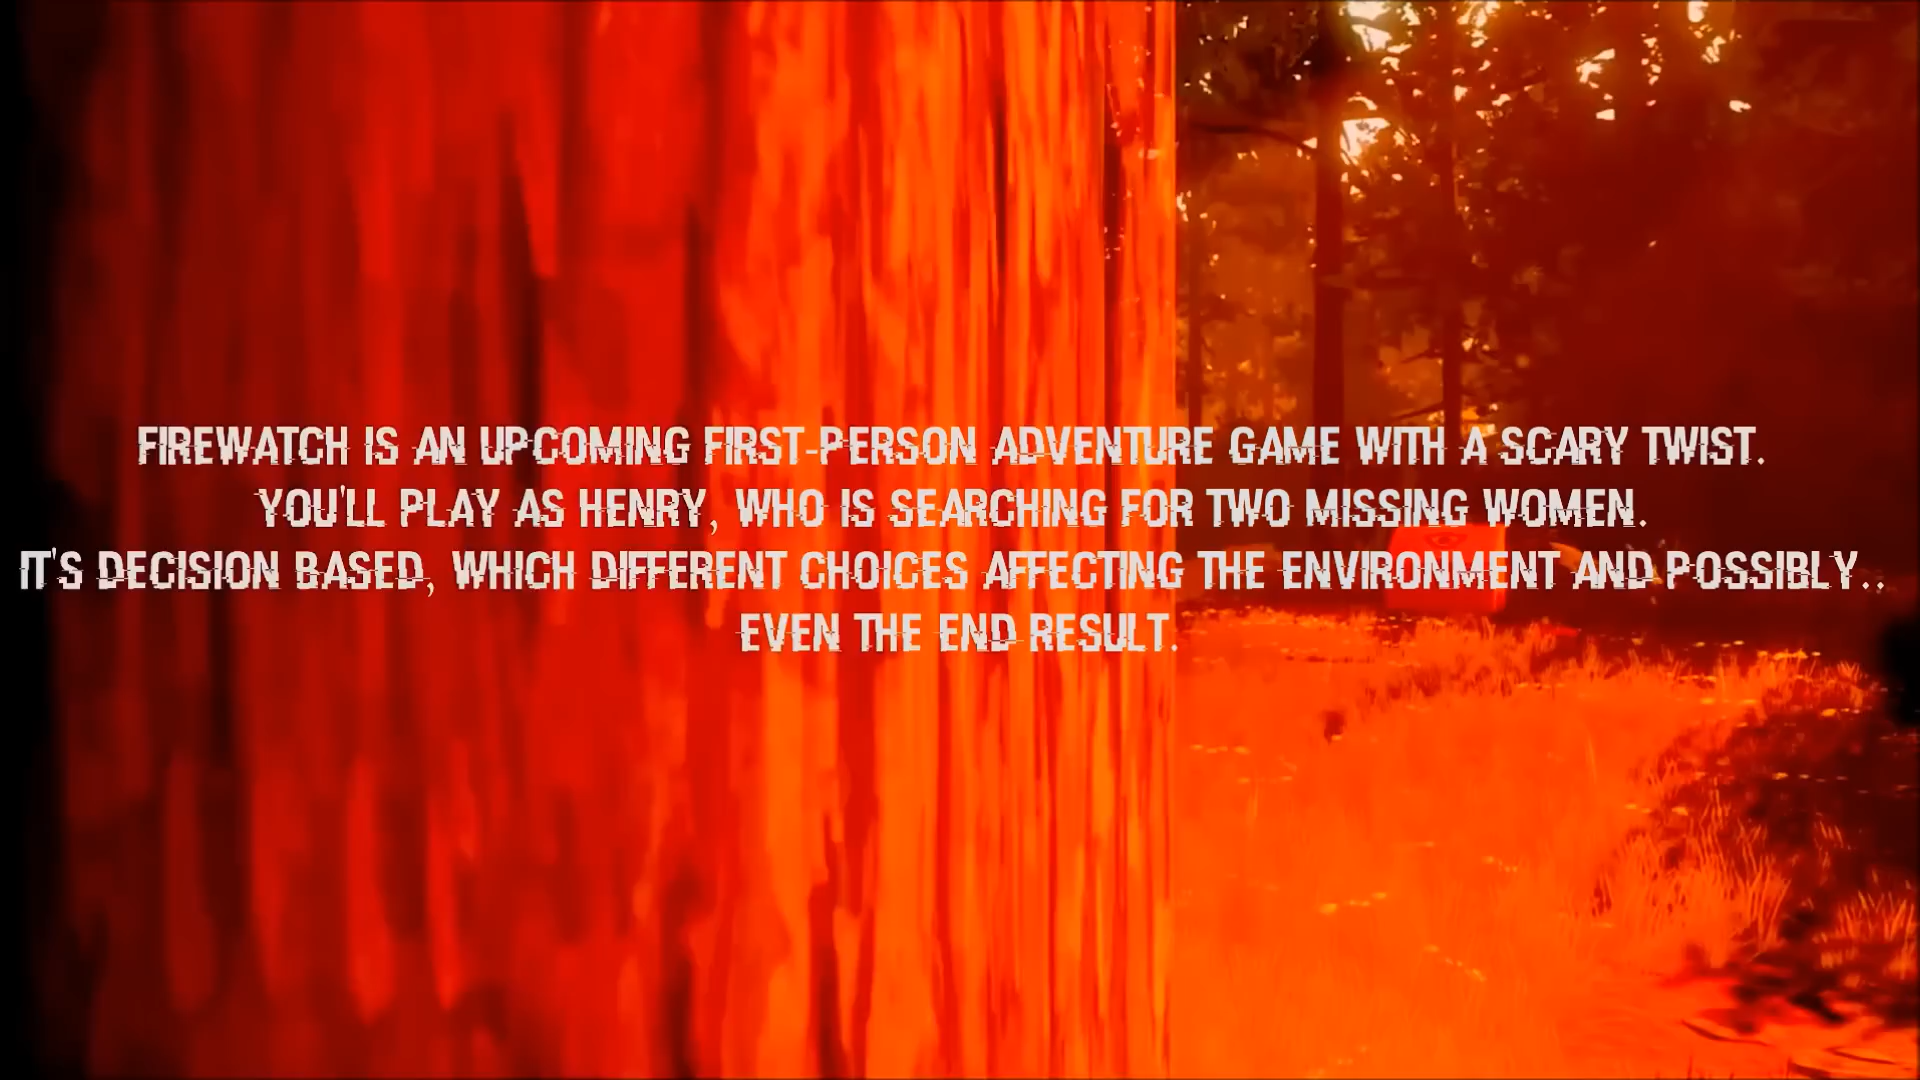 FIREWATCH IS AN UPCOMING FIRST-PERSON ADVENTURE GAME WITH A SCARY TWIST.
YOU'LL PLAY AS HENRY, WHO IS SEARCHING FOR TWO MISSING WOMEN.
IT'S DECISION BASED, WHICH DIFFERENT CHOICES AFFECTING THE ENVIRONMENT AND POSSIBLY..
EVEN THE END RESULT.